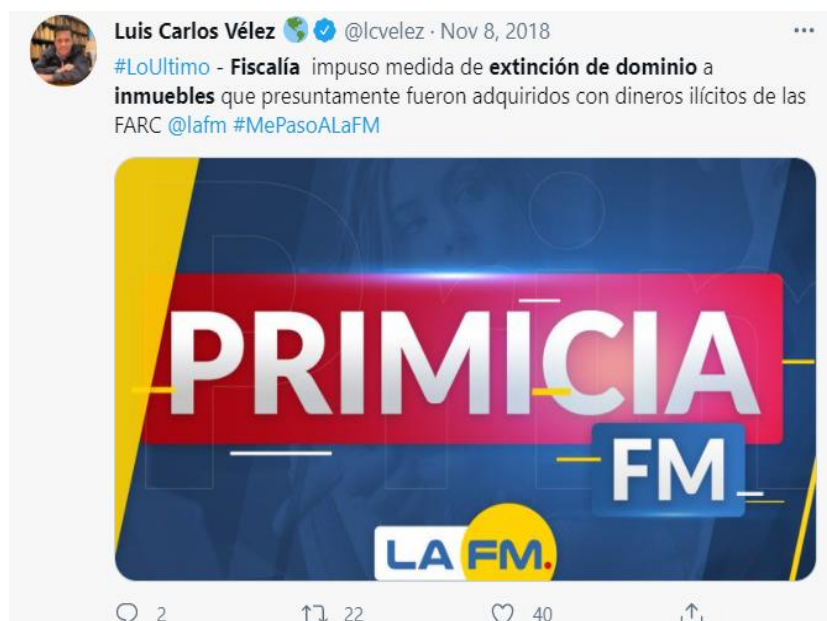 Luis Carlos Vélez 🌎 @lcvelez · Nov 8, 2018 ···
#LoUltimo - Fiscalía impuso medida de extinción de dominio a
inmuebles que presuntamente fueron adquiridos con dineros ilícitos de las
FARC @lafm #MePasoALaFM
PRIMICIA
FM
LA FM.
2 22 40